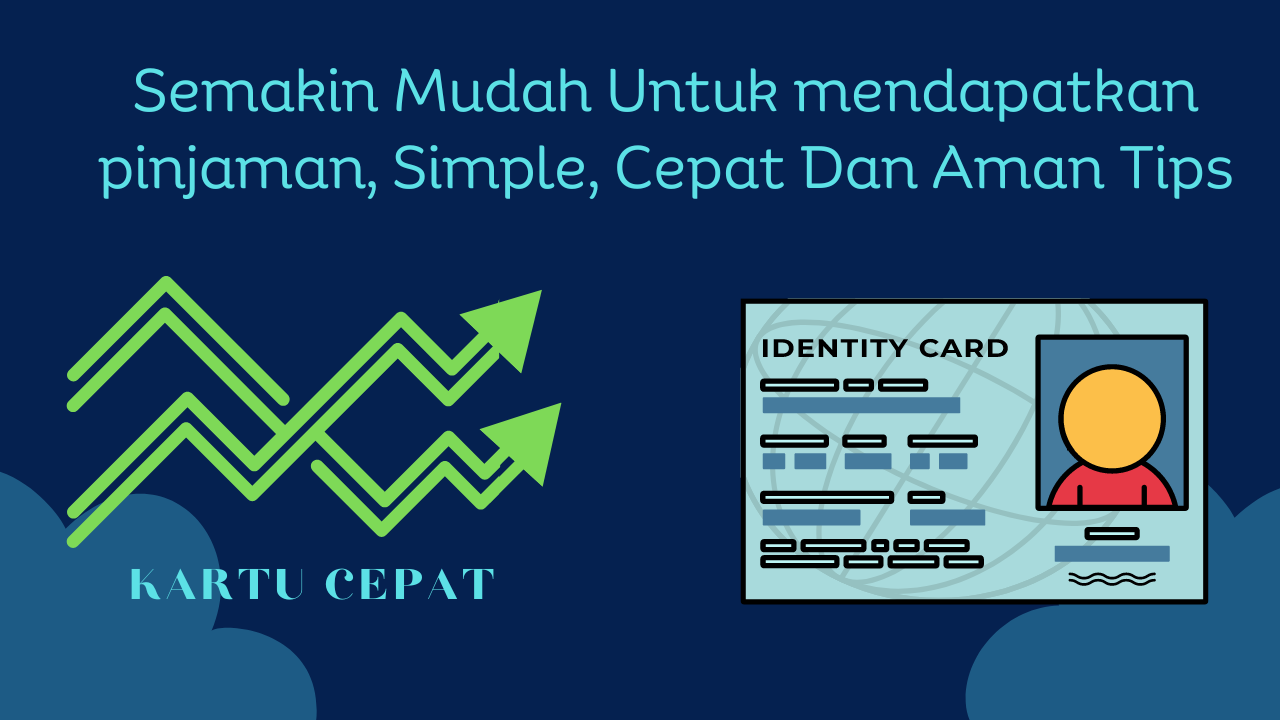 Semakin Mudah Untuk mendapatkan
pinjaman, Simple, Cepat Dan Aman Tips
IDENTITY CARD
KARTU CEPAT